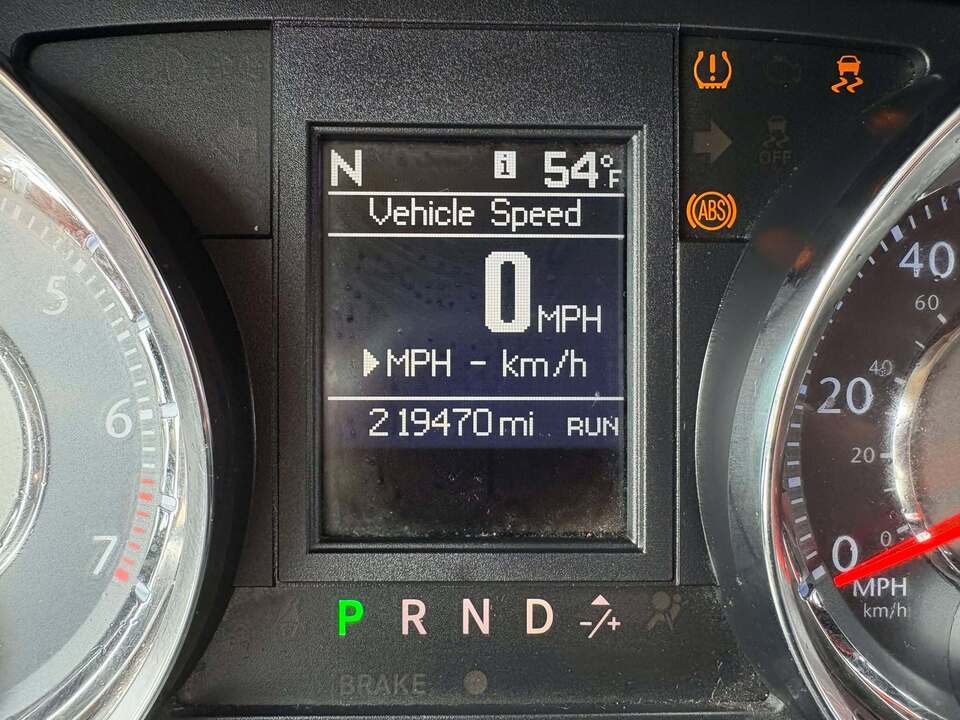 N i 54°F
Vehicle Speed
0 MPH
MPH - km/h
219470 mi RUN
P R N D -/+
BRAKE
5
6
7
!
OFF
ABS
40
60
40
20
20
0
0
MPH
km/h